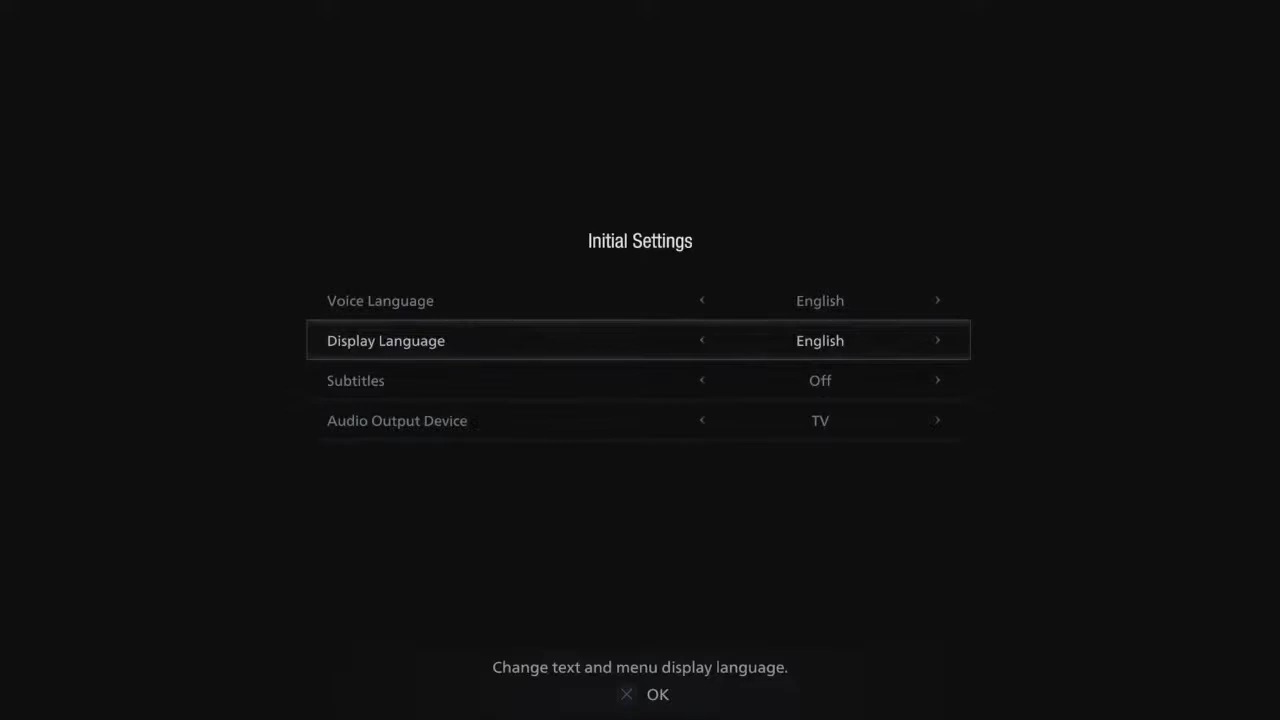 Initial Settings
Voice Language English
Display Language English
Subtitles Off
Audio Output Device TV
Change text and menu display language.
OK